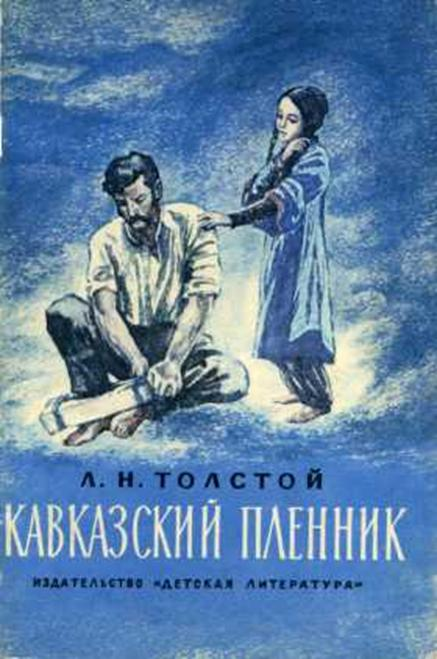 Л. Н. ТОЛСТОЙ
КАВКАЗСКИЙ ПЛЕННИК
ИЗДАТЕЛЬСТВО «ДЕТСКАЯ ЛИТЕРАТУРА»